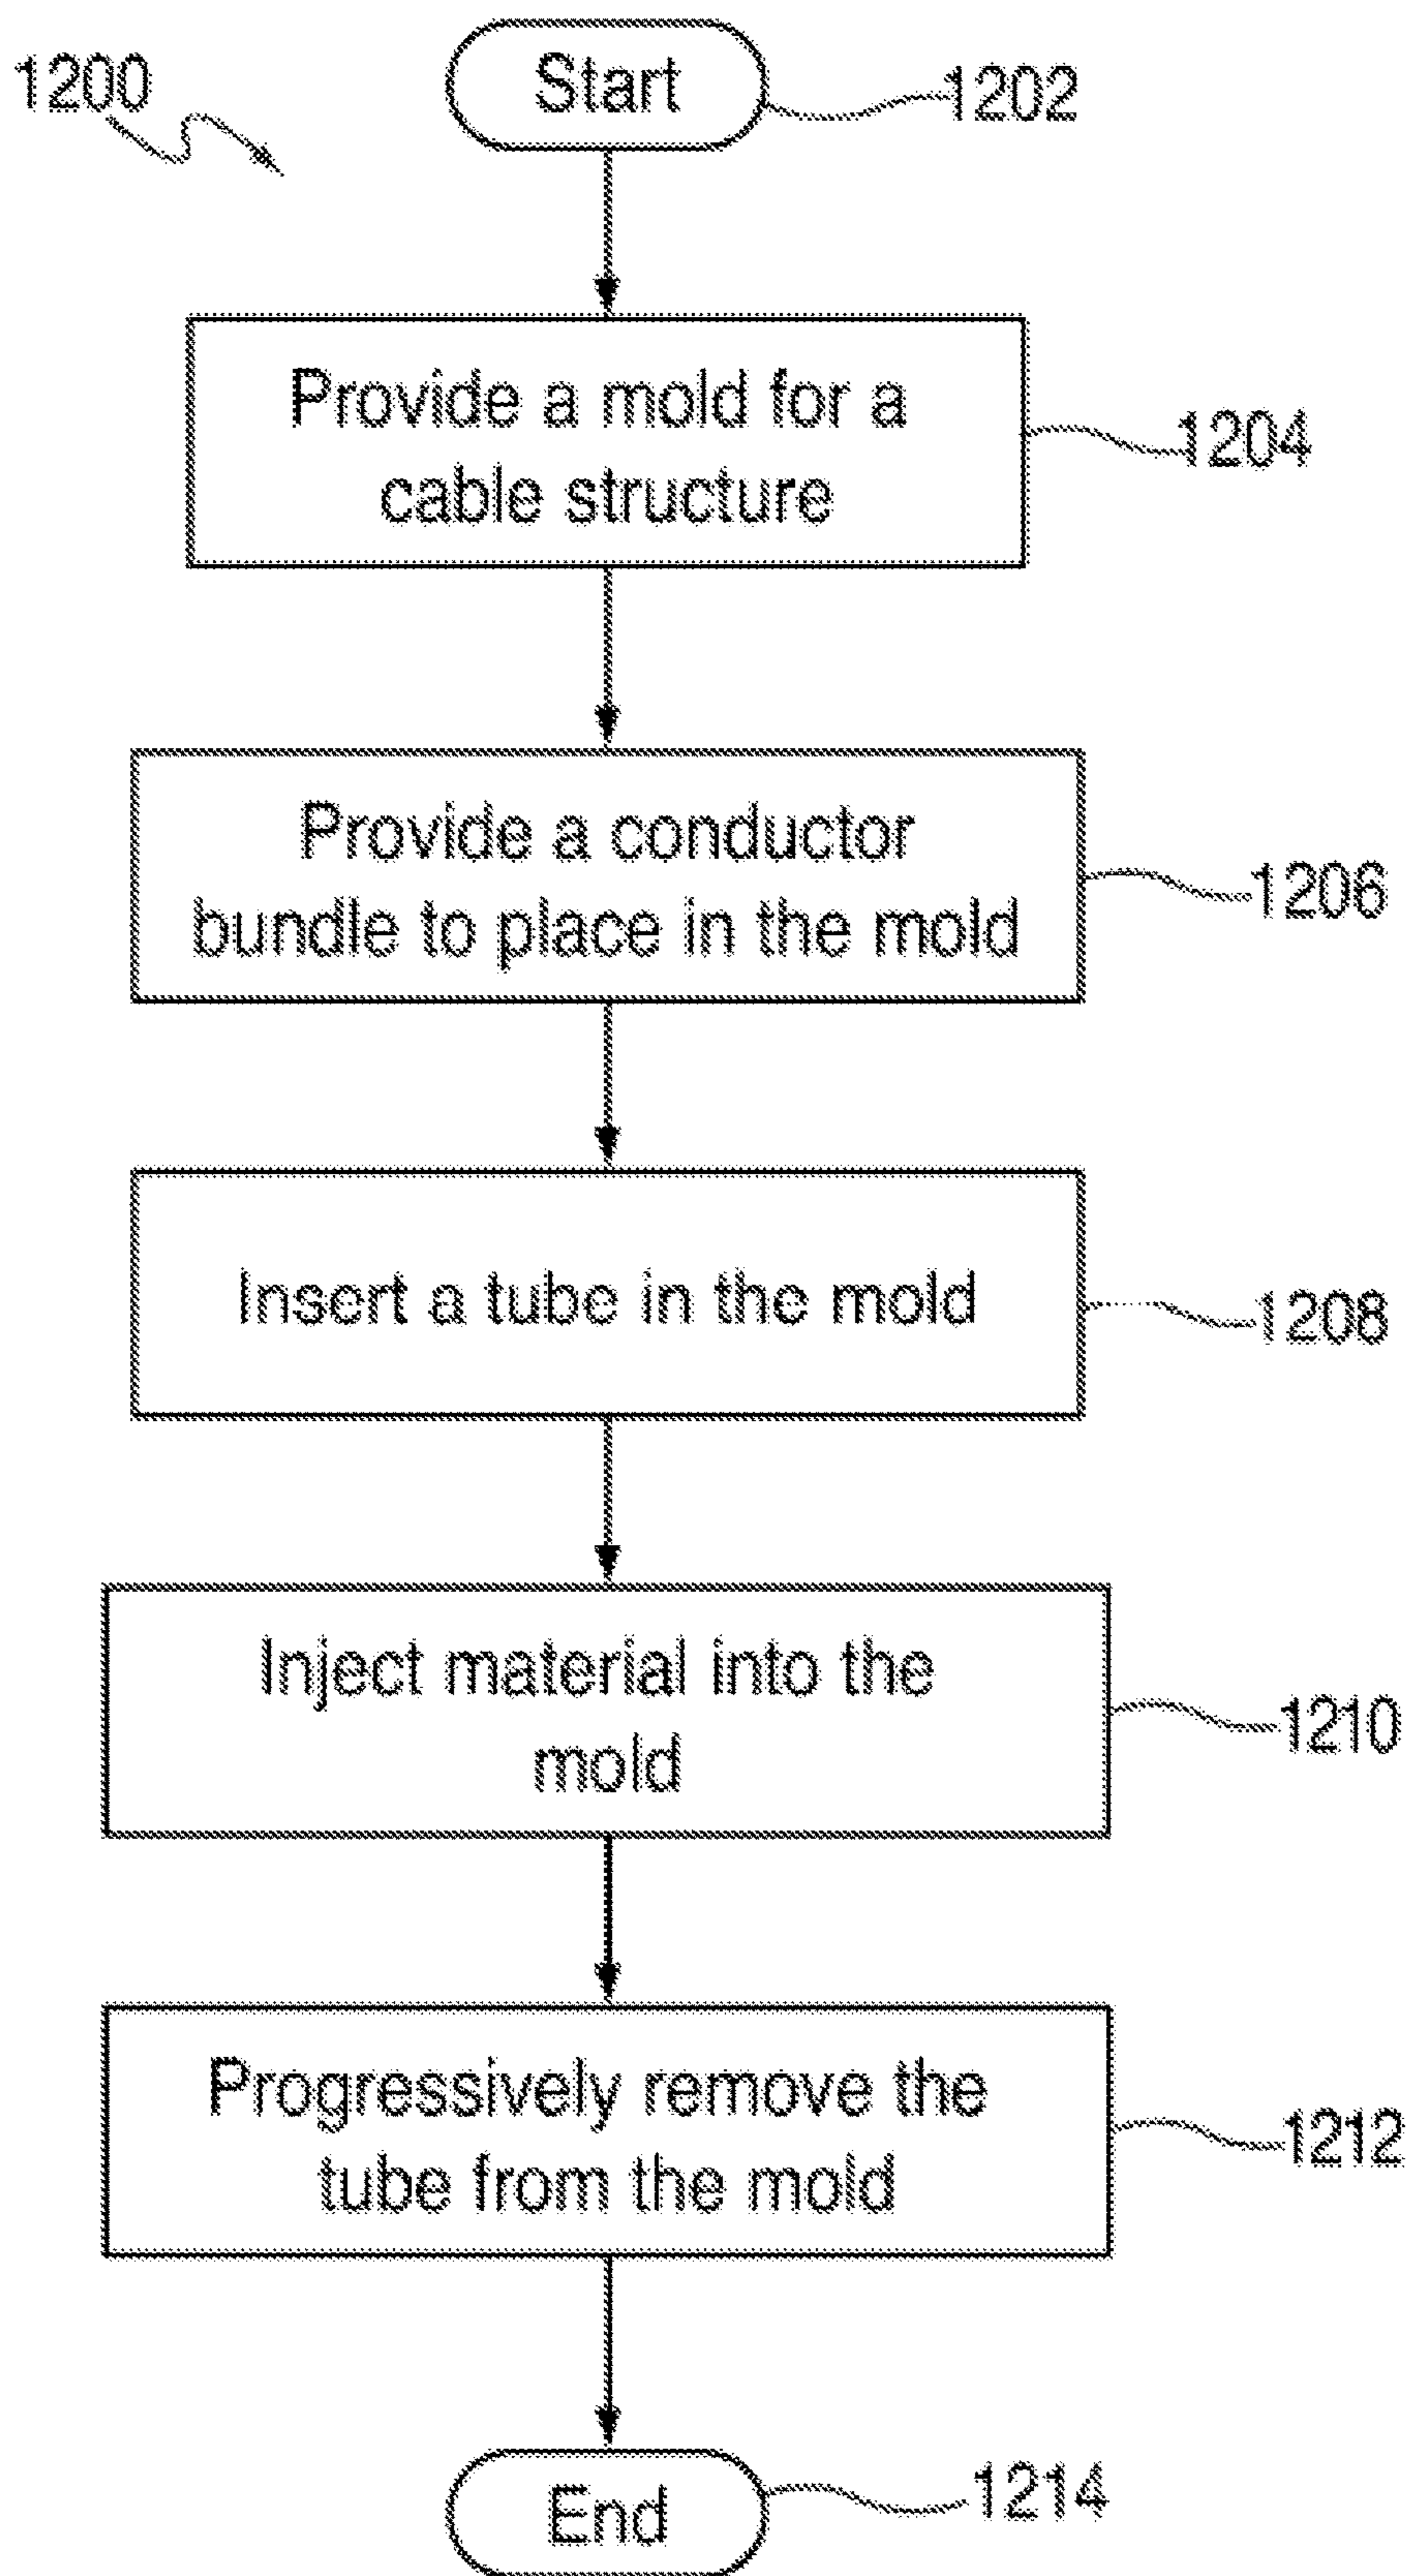 1200
Start
1202
Provide a mold for a
cable structure
1204
Provide a conductor
bundle to place in the mold
1206
Insert a tube in the mold
1208
Inject material into the
mold
1210
Progressively remove the
tube from the mold
1212
End
1214